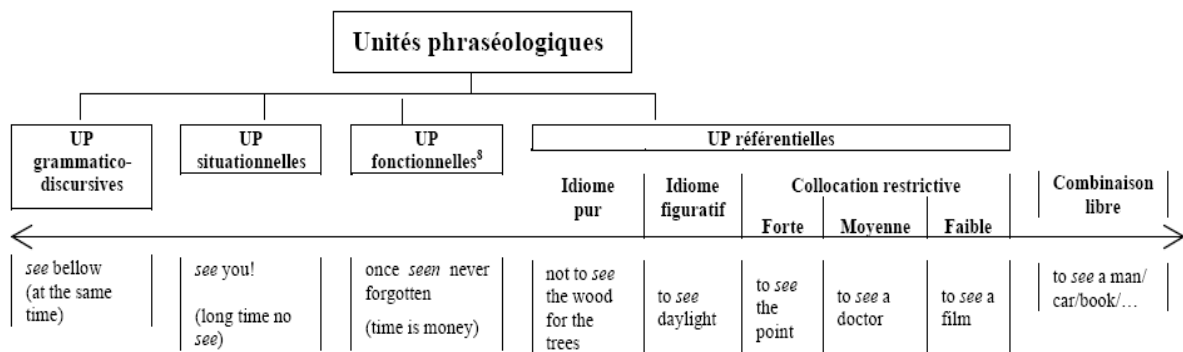 Unités phraséologiques
UP
grammatico-
discursives
UP
situationnelles
UP
fonctionnelles⁸
UP référentielles
Idiome
pur
Idiome
figuratif
Collocation restrictive
Forte
Moyenne
Faible
Combinaison
libre
see bellow
(at the same
time)
see you!
(long time no
see)
once seen never
forgotten
(time is money)
not to see
the wood
for the
trees
to see
daylight
to see
the
point
to see a
doctor
to see a
film
to see a man/
car/book/…